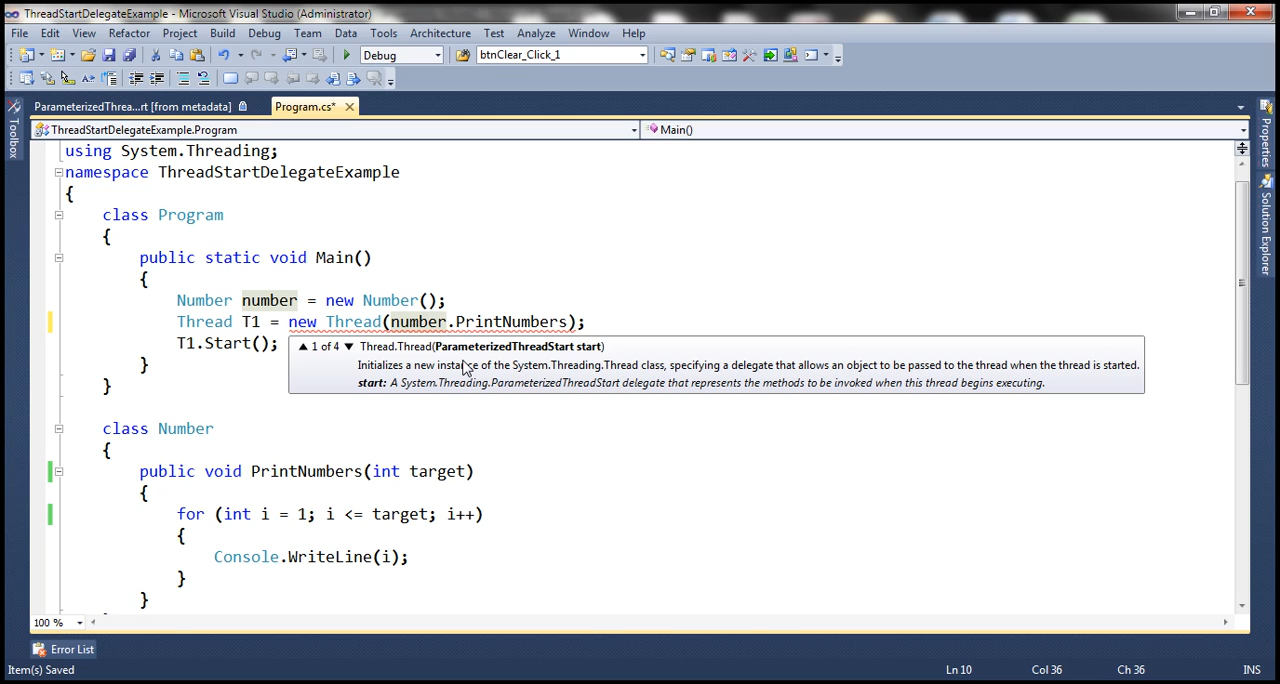 ThreadStartDelegateExample - Microsoft Visual Studio (Administrator)
File Edit View Refactor Project Build Debug Team Data Tools Architecture Test Analyze Window Help
Debug btnClear_Click_1
ParameterizedThrea...rt [from metadata] Program.cs*
ThreadStartDelegateExample.Program Main()
Toolbox
Properties
Solution Explorer
using System.Threading;
namespace ThreadStartDelegateExample
{
class Program
{
public static void Main()
{
Number number = new Number();
Thread T1 = new Thread(number.PrintNumbers);
T1.Start();
1 of 4 Thread.Thread(ParameterizedThreadStart start)
Initializes a new instance of the System.Threading.Thread class, specifying a delegate that allows an object to be passed to the thread when the thread is started.
start: A System.Threading.ParameterizedThreadStart delegate that represents the methods to be invoked when this thread begins executing.
}
}
class Number
{
public void PrintNumbers(int target)
{
for (int i = 1; i <= target; i++)
{
Console.WriteLine(i);
}
}
100 %
Error List
Item(s) Saved Ln 10 Col 36 Ch 36 INS